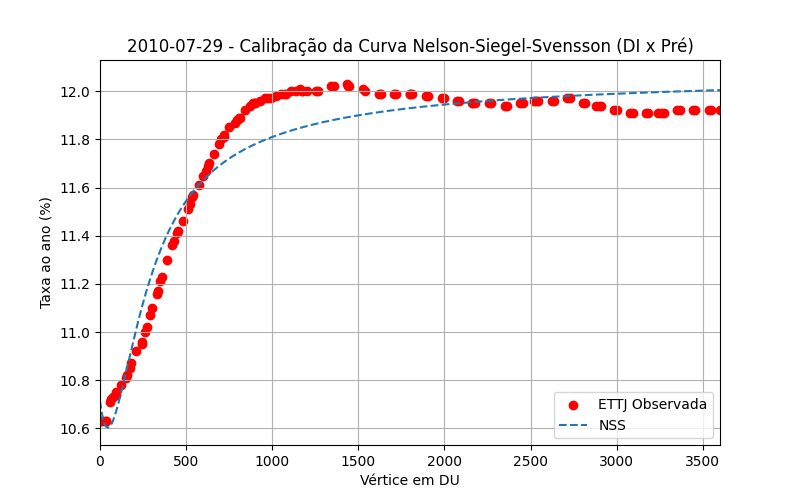 2010-07-29 - Calibração da Curva Nelson-Siegel-Svensson (DI x Pré)
Taxa ao ano (%)
12.0
11.8
11.6
11.4
11.2
11.0
10.8
10.6
ETTJ Observada
NSS
0 500 1000 1500 2000 2500 3000 3500
Vértice em DU